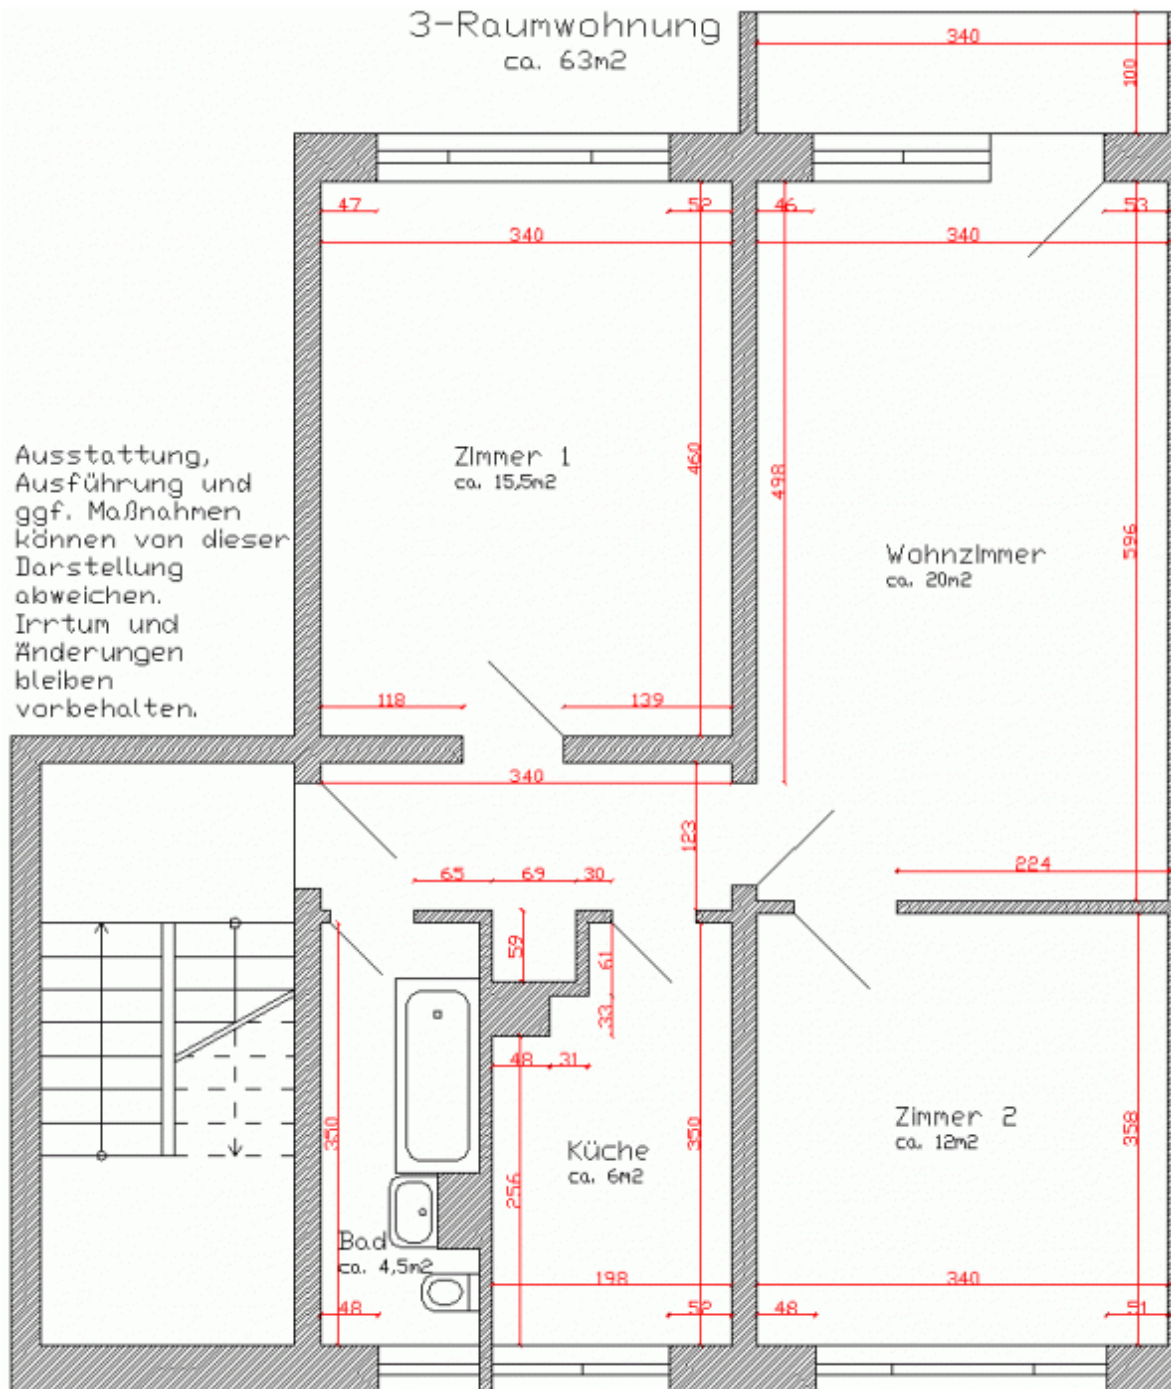 3-Raumwohnung
ca. 63m2
340
100
47
52
46
53
340
340
Zimmer 1
ca. 15,5m2
460
498
596
Wohnzimmer
ca. 20m2
Ausstattung,
Ausführung und
ggf. Maßnahmen
können von dieser
Darstellung
abweichen.
Irrtum und
Änderungen
bleiben
vorbehalten.
118
139
340
123
65
69
30
224
59
61
33
48
31
350
350
358
Küche
ca. 6m2
Zimmer 2
ca. 12m2
256
Bad
ca. 4,5m2
198
340
48
48
51